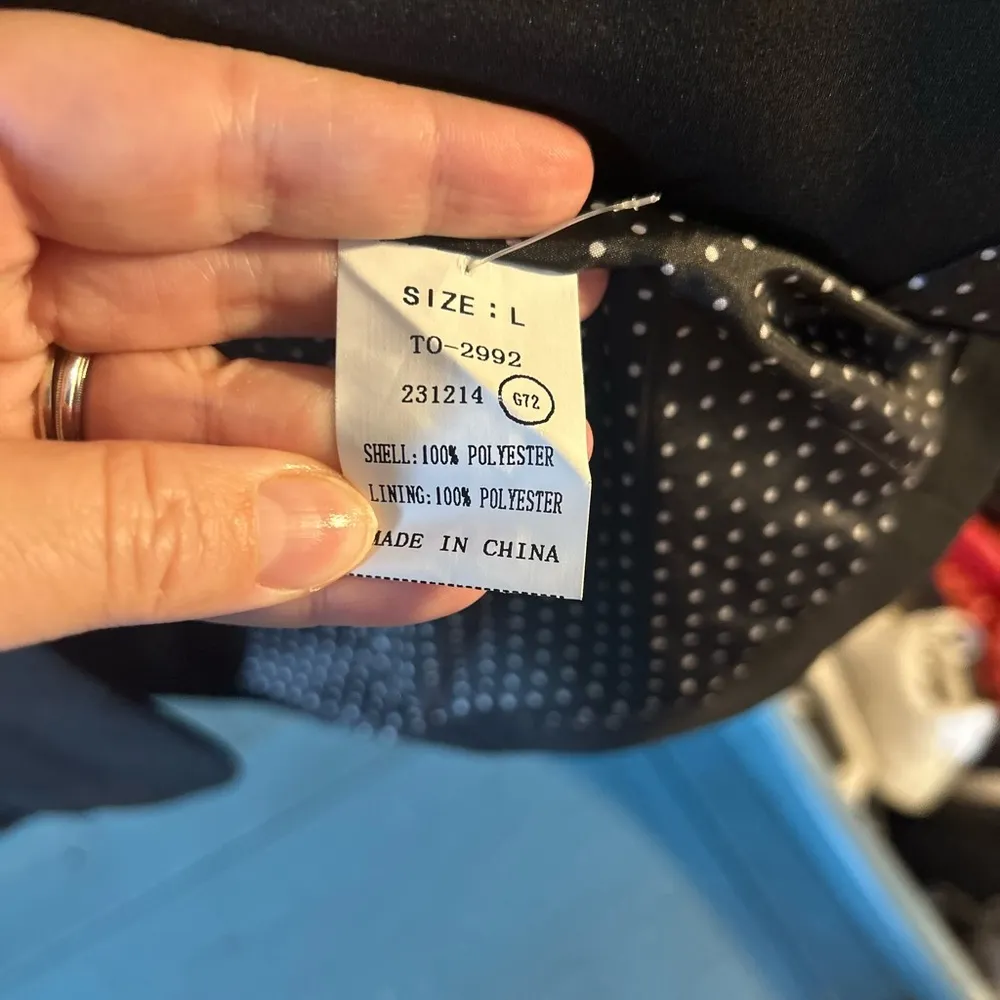 SIZE : L
TO-2992
231214 G72
SHELL:100% POLYESTER
LINING:100% POLYESTER
MADE IN CHINA